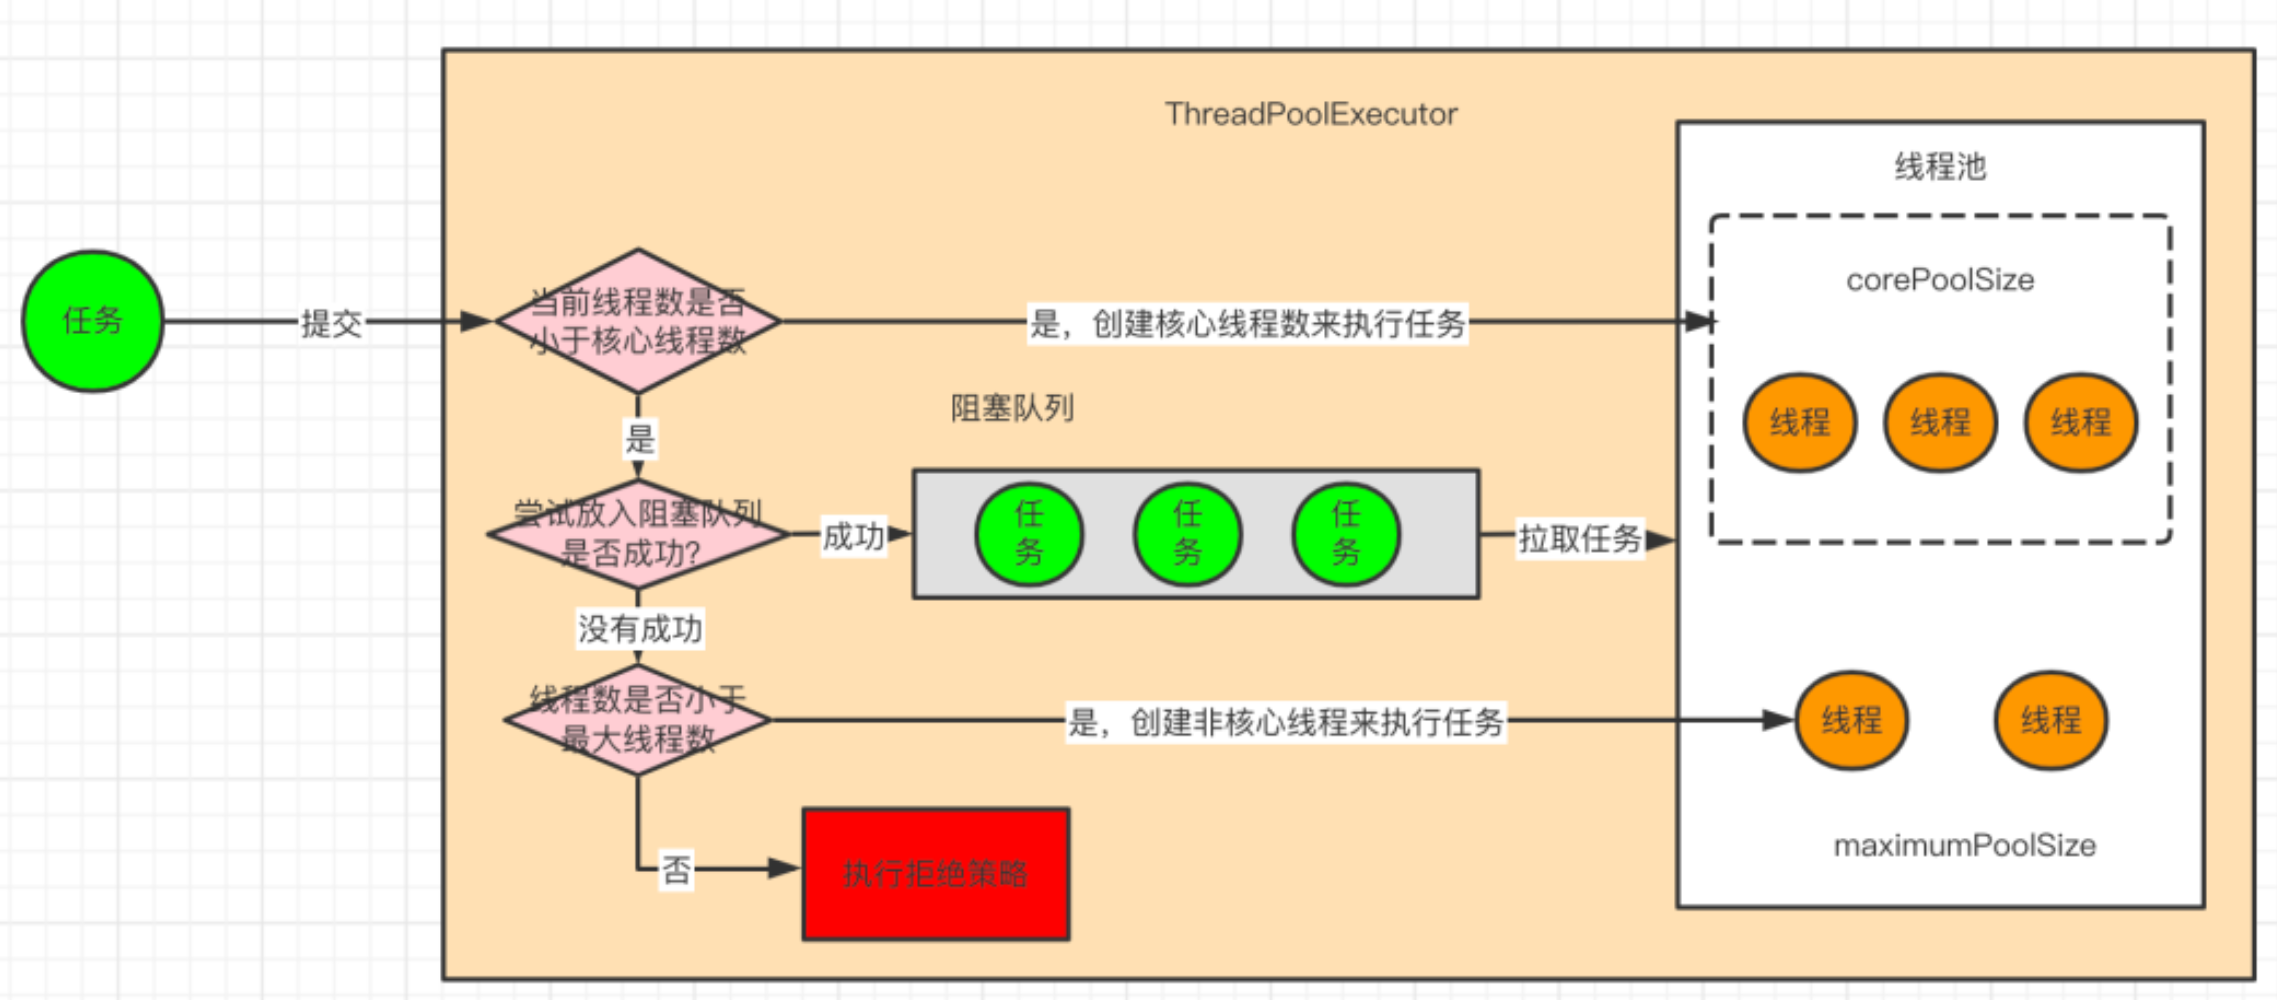 ThreadPoolExecutor
线程池
corePoolSize
任务
提交
当前线程数是否
小于核心线程数
是，创建核心线程数来执行任务
是
阻塞队列
线程
线程
线程
尝试放入阻塞队列
是否成功？
成功
任
务
任
务
任
务
拉取任务
没有成功
线程数是否小于
最大线程数
是，创建非核心线程来执行任务
线程
线程
否
执行拒绝策略
maximumPoolSize